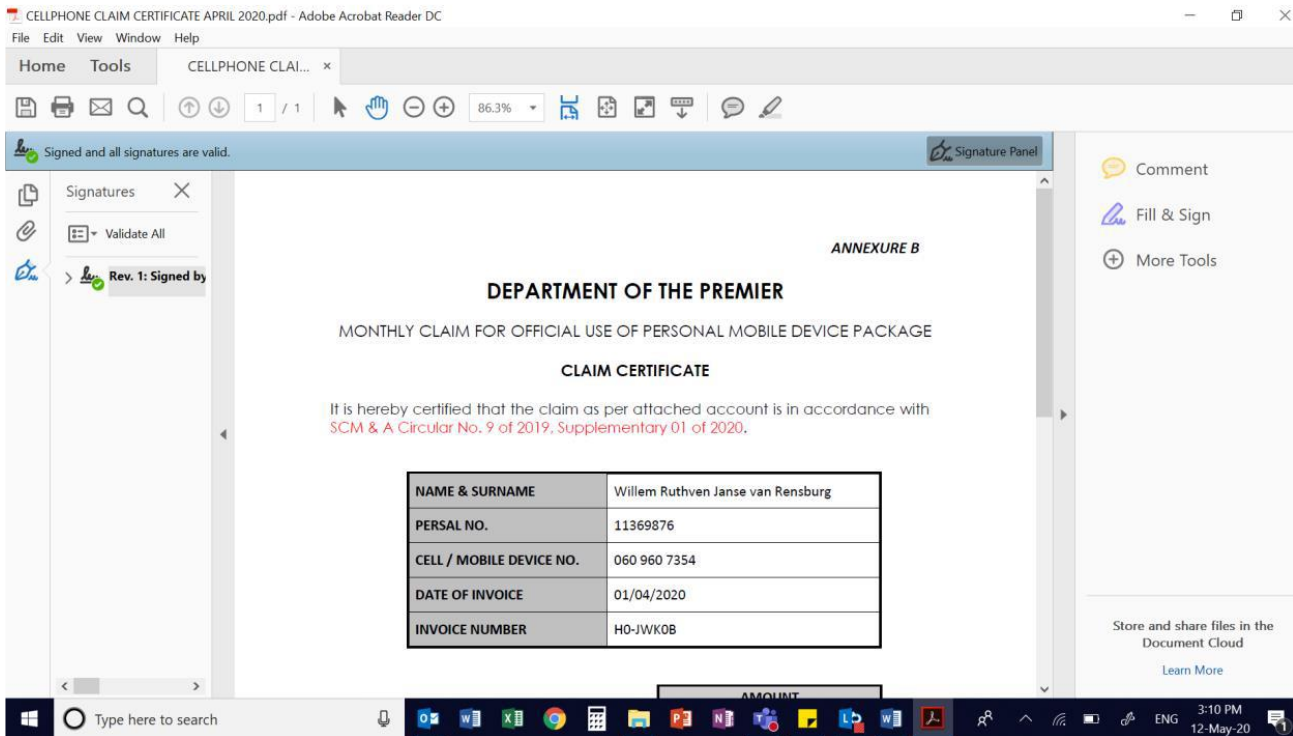 CELLPHONE CLAIM CERTIFICATE APRIL 2020.pdf - Adobe Acrobat Reader DC
File Edit View Window Help
Home Tools CELLPHONE CLAI... ×
1 / 1 86.3%
Signed and all signatures are valid. Signature Panel
Signatures
Validate All
Rev. 1: Signed by
Comment
Fill & Sign
More Tools
ANNEXURE B
DEPARTMENT OF THE PREMIER
MONTHLY CLAIM FOR OFFICIAL USE OF PERSONAL MOBILE DEVICE PACKAGE
CLAIM CERTIFICATE
It is hereby certified that the claim as per attached account is in accordance with
SCM & A Circular No. 9 of 2019, Supplementary 01 of 2020.
NAME & SURNAME Willem Ruthven Janse van Rensburg
PERSAL NO. 11369876
CELL / MOBILE DEVICE NO. 060 960 7354
DATE OF INVOICE 01/04/2020
INVOICE NUMBER H0-JWK0B
AMOUNT
Store and share files in the
Document Cloud
Learn More
Type here to search
ENG
3:10 PM
12-May-20